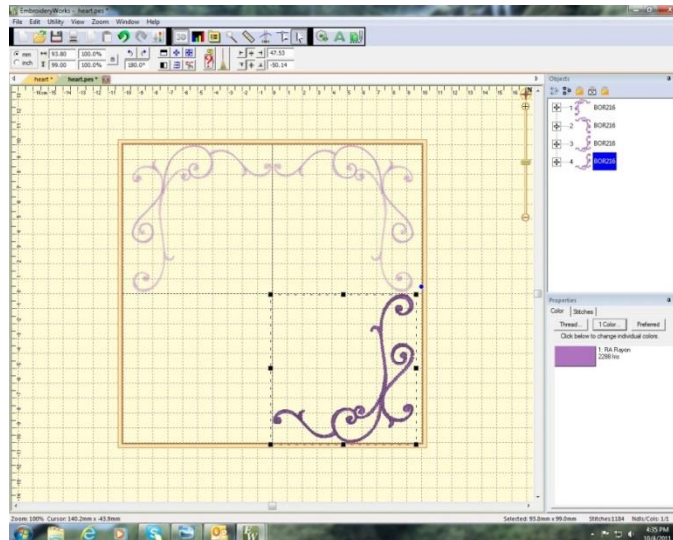 EmbroideryWorks - heart.pes *
File Edit Utility View Zoom Window Help
mm 93.80 100.0% 47.53
inch 99.00 100.0% 180.0° -50.14
heart * heart.pes *
Objects
1 BOR216
2 BOR216
3 BOR216
4 BOR216
Properties
Color Stitches
Thread... 1 Color... Preferred
Click below to change individual colors.
1: RA Rayon
2288 Iris
Zoom: 100% Cursor: 140.2mm x -43.9mm Selected: 93.8mm x 99.0mm Stitches:1184 Ndls/Cols: 1/1
4:35 PM
10/4/2011